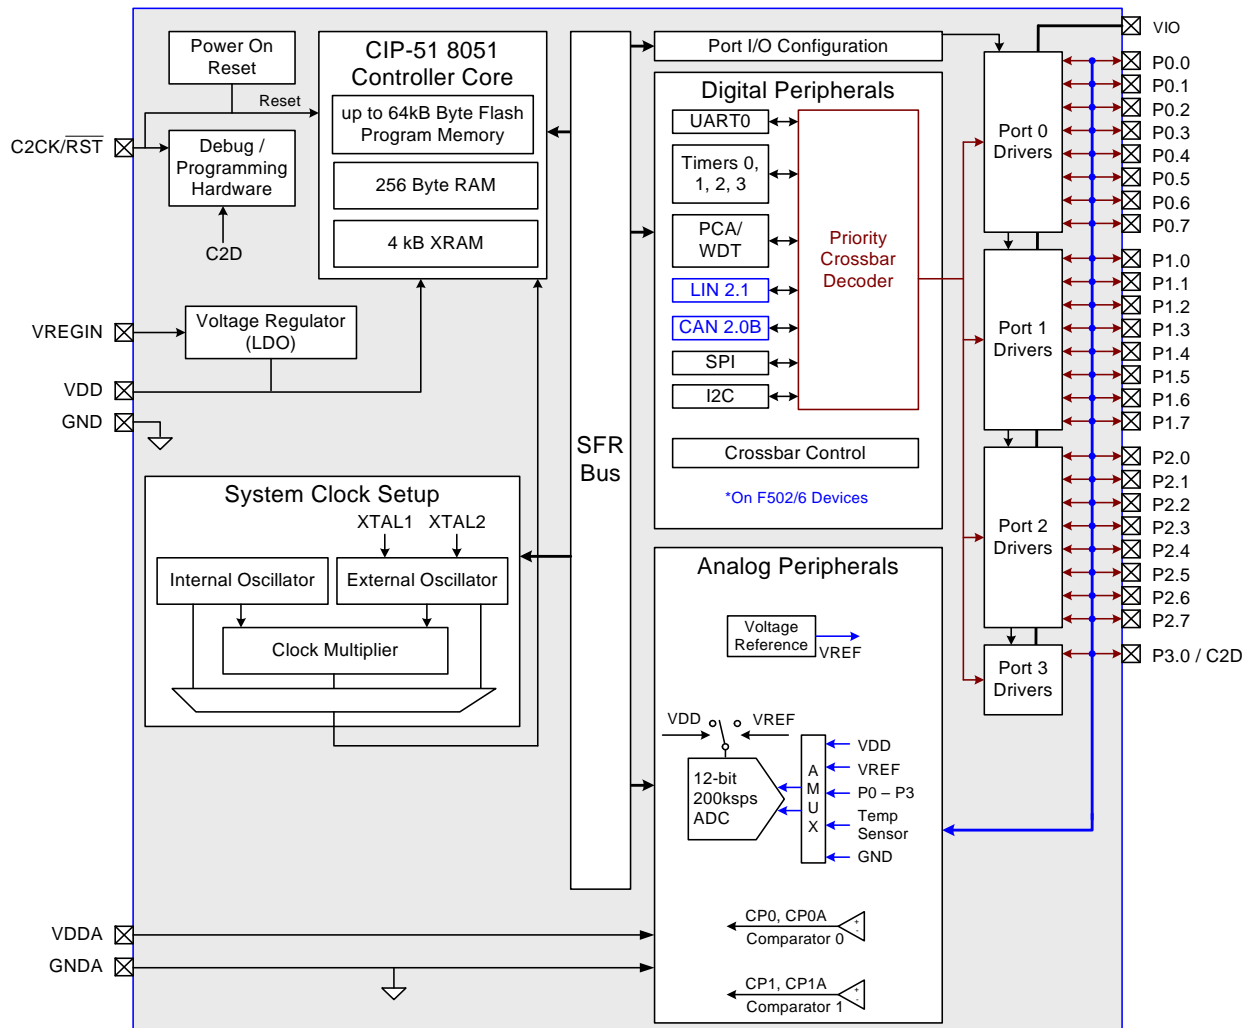 Power On
Reset
Reset
C2CK/RST
Debug /
Programming
Hardware
C2D
CIP-51 8051
Controller Core
up to 64kB Byte Flash
Program Memory
256 Byte RAM
4 kB XRAM
VREGIN
Voltage Regulator
(LDO)
VDD
GND
System Clock Setup
XTAL1
XTAL2
Internal Oscillator
External Oscillator
Clock Multiplier
VDDA
GNDA
SFR
Bus
Port I/O Configuration
Digital Peripherals
UART0
Timers 0,
1, 2, 3
PCA/
WDT
LIN 2.1
CAN 2.0B
SPI
I2C
Priority
Crossbar
Decoder
Crossbar Control
*On F502/6 Devices
Analog Peripherals
Voltage
Reference
VREF
VDD
VREF
12-bit
200ksps
ADC
A
M
U
X
VDD
VREF
P0 – P3
Temp
Sensor
GND
CP0, CP0A
Comparator 0
+
-
CP1, CP1A
Comparator 1
+
-
Port 0
Drivers
Port 1
Drivers
Port 2
Drivers
Port 3
Drivers
VIO
P0.0
P0.1
P0.2
P0.3
P0.4
P0.5
P0.6
P0.7
P1.0
P1.1
P1.2
P1.3
P1.4
P1.5
P1.6
P1.7
P2.0
P2.1
P2.2
P2.3
P2.4
P2.5
P2.6
P2.7
P3.0 / C2D